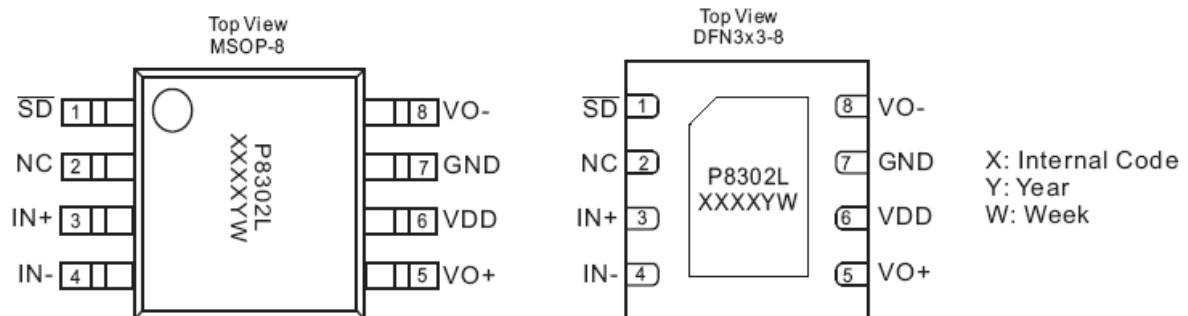 Top View
MSOP-8
SD 1
NC 2
IN+ 3
IN- 4
8 VO-
7 GND
6 VDD
5 VO+
P8302L
XXXXYW
Top View
DFN3x3-8
SD 1
NC 2
IN+ 3
IN- 4
8 VO-
7 GND
6 VDD
5 VO+
P8302L
XXXXYW
X: Internal Code
Y: Year
W: Week